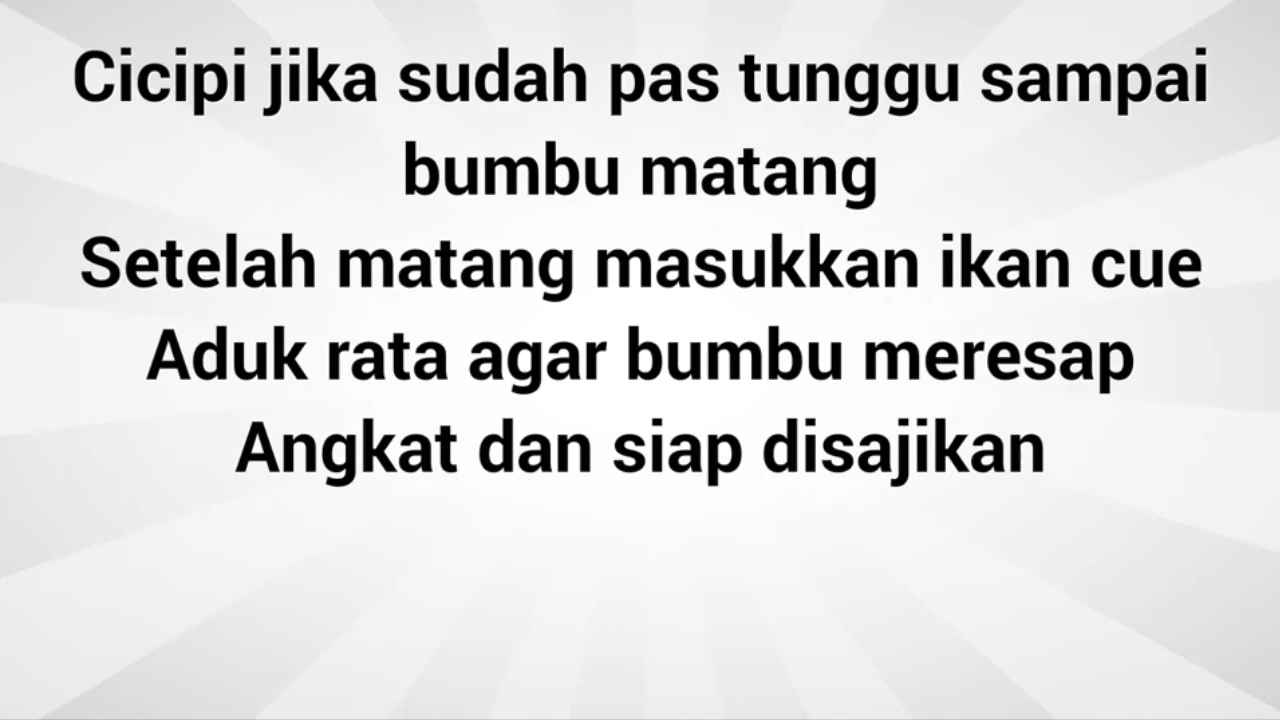 Cicipi jika sudah pas tunggu sampai
bumbu matang
Setelah matang masukkan ikan cue
Aduk rata agar bumbu meresap
Angkat dan siap disajikan